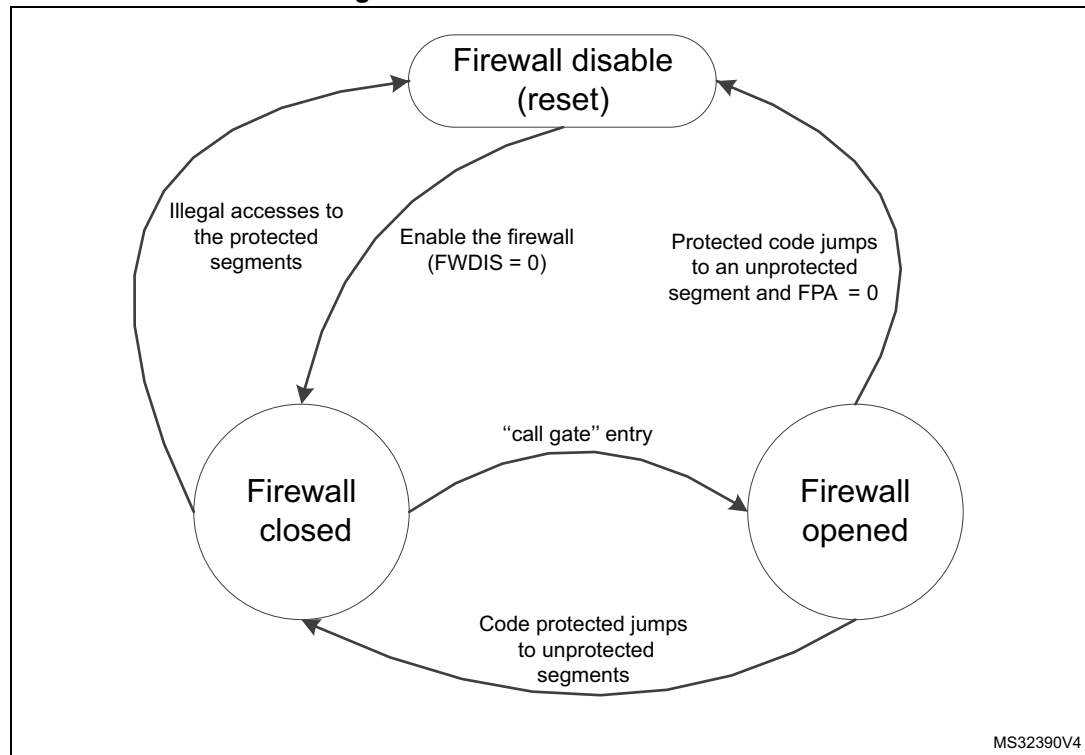 Firewall disable
(reset)
Illegal accesses to
the protected
segments
Enable the firewall
(FWDIS = 0)
Protected code jumps
to an unprotected
segment and FPA  = 0
“call gate” entry
Firewall
closed
Firewall
opened
Code protected jumps
to unprotected
segments
MS32390V4